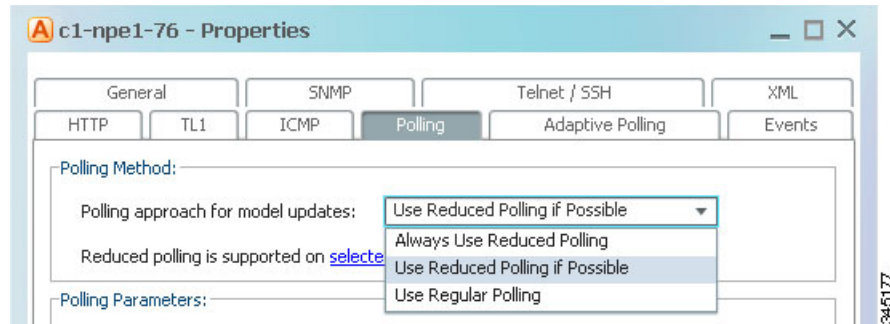 A c1-npe1-76 - Properties
General SNMP Telnet / SSH XML
HTTP TL1 ICMP Polling Adaptive Polling Events
Polling Method:
Polling approach for model updates: Use Reduced Polling if Possible
Always Use Reduced Polling
Reduced polling is supported on selecte
Use Reduced Polling if Possible
Use Regular Polling
Polling Parameters:
345177